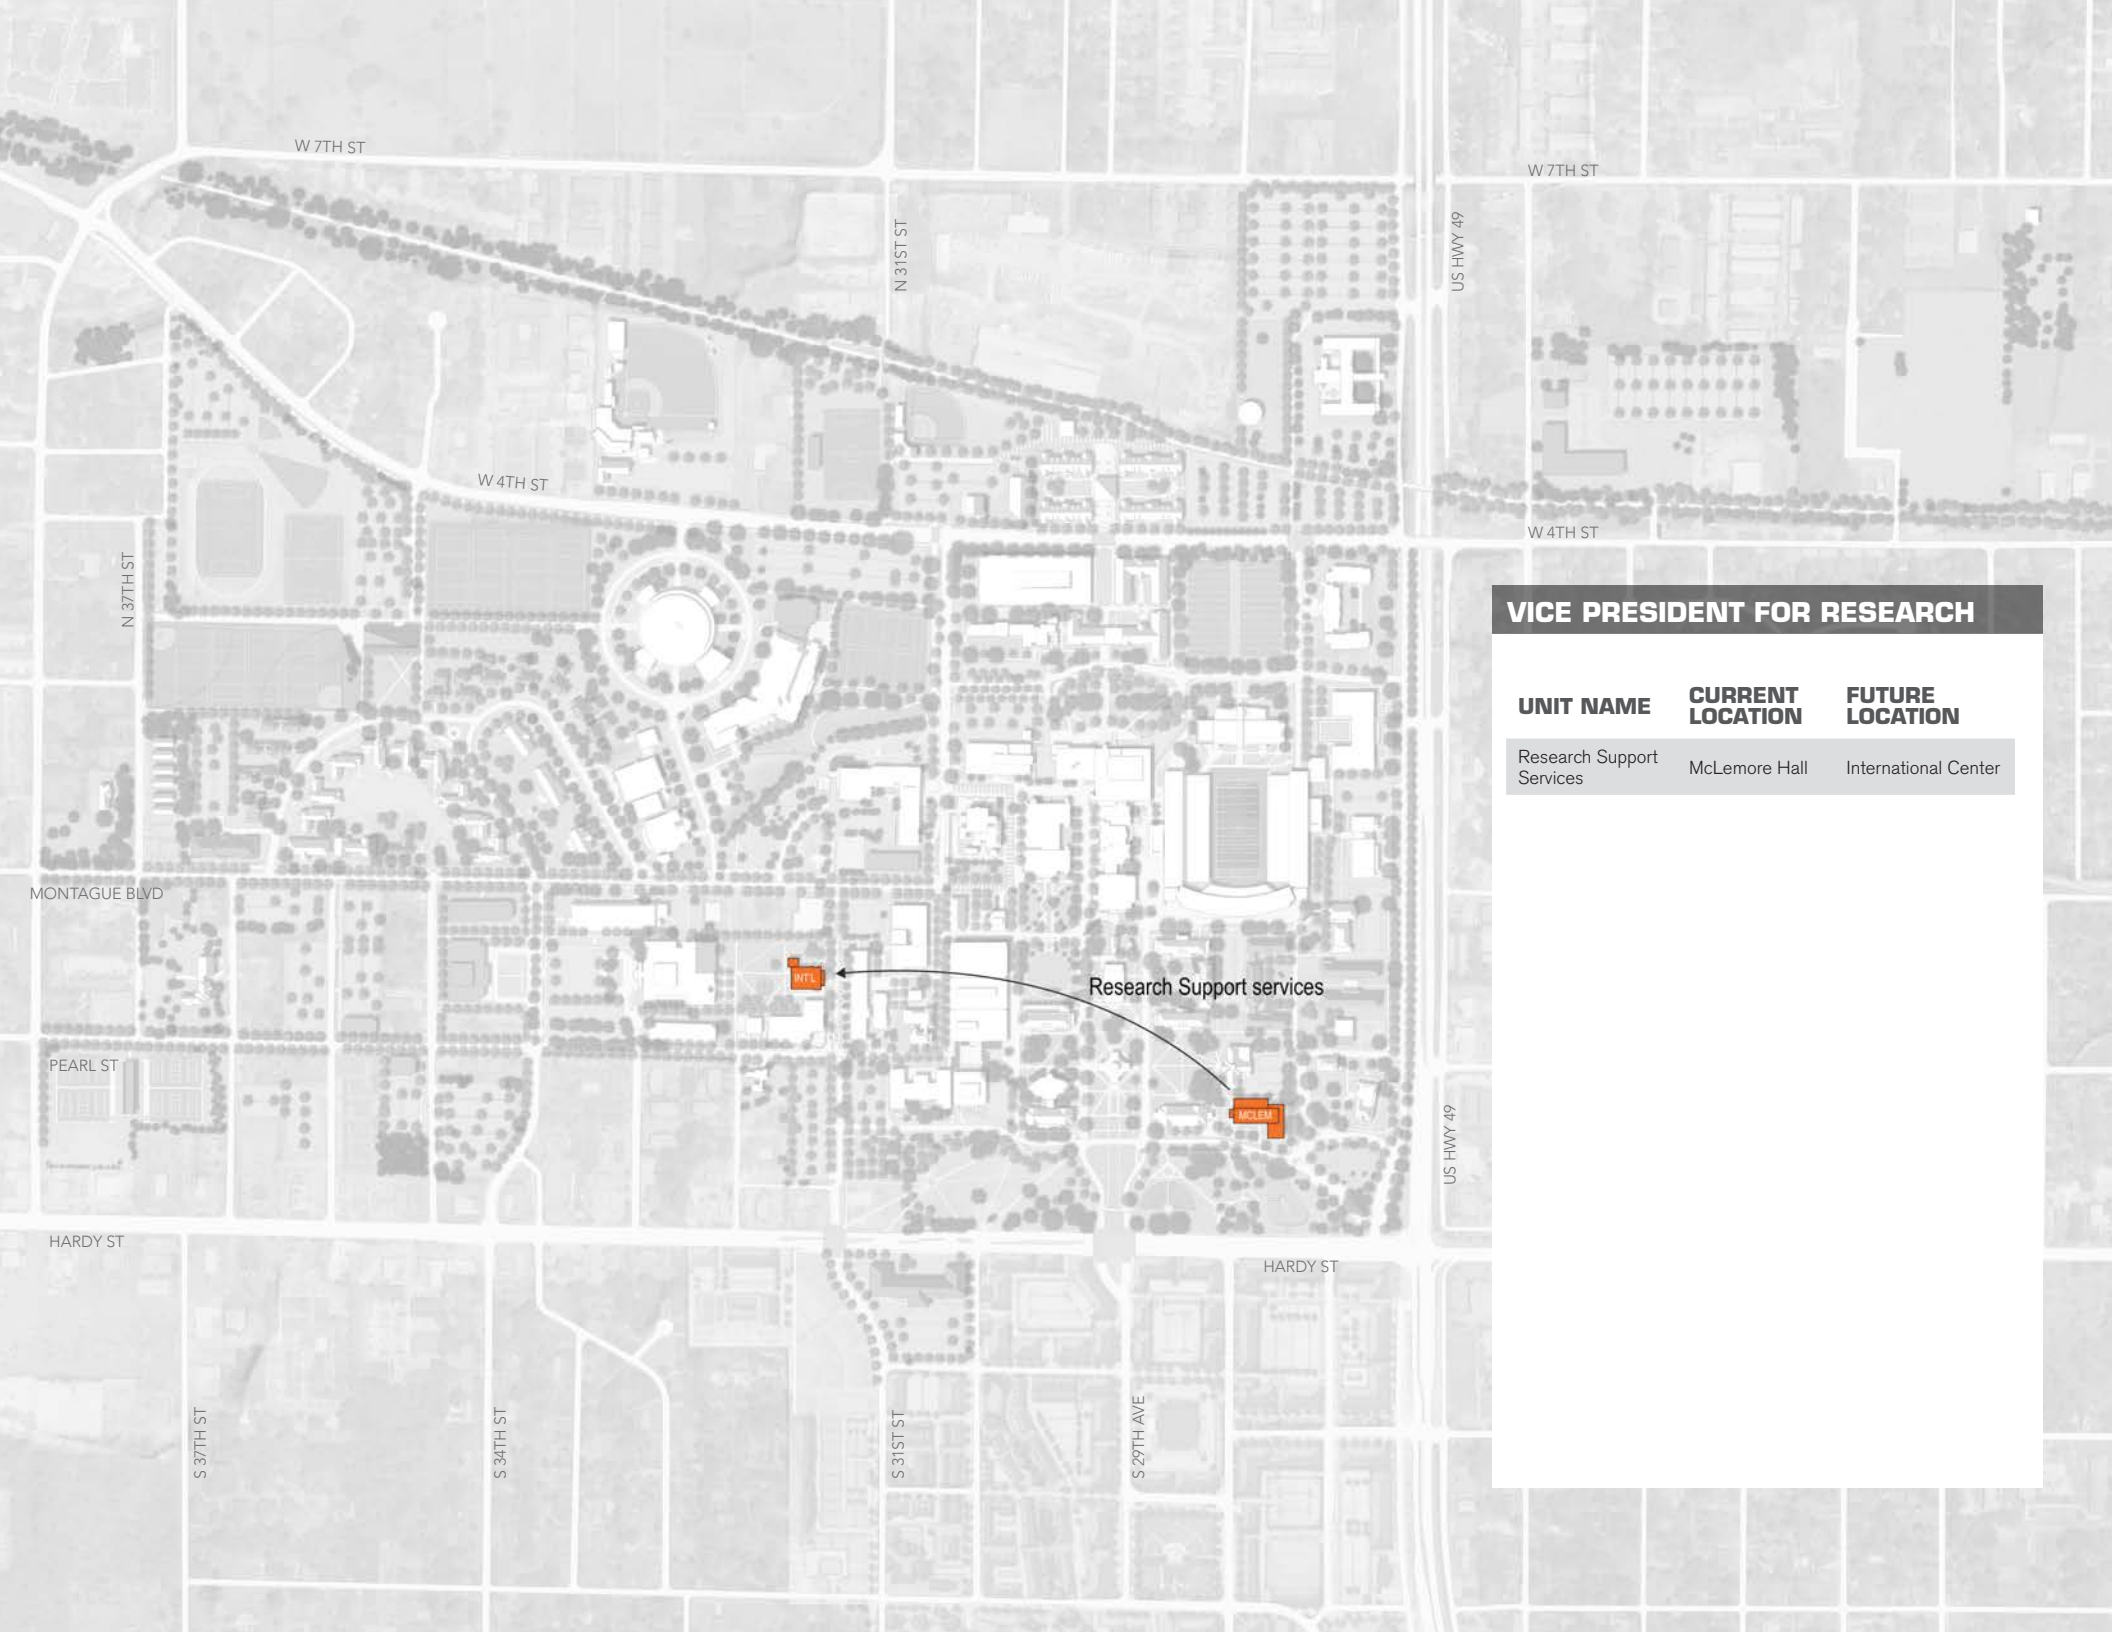 W 7TH ST
W 7TH ST
N 31ST ST
US HWY 49
W 4TH ST
W 4TH ST
N 37TH ST
VICE PRESIDENT FOR RESEARCH
UNIT NAME
CURRENT
LOCATION
FUTURE
LOCATION
Research Support
Services
McLemore Hall
International Center
MONTAGUE BLVD
INT'L
Research Support services
PEARL ST
MCLEM
US HWY 49
HARDY ST
HARDY ST
S 37TH ST
S 34TH ST
S 31ST ST
S 29TH AVE